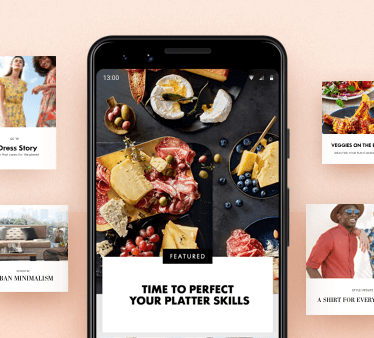 13:00
Dress Story
VEGGIES ON THE
FEATURED
TIME TO PERFECT
YOUR PLATTER SKILLS
BAN MINIMALISM
A SHIRT FOR EVERY